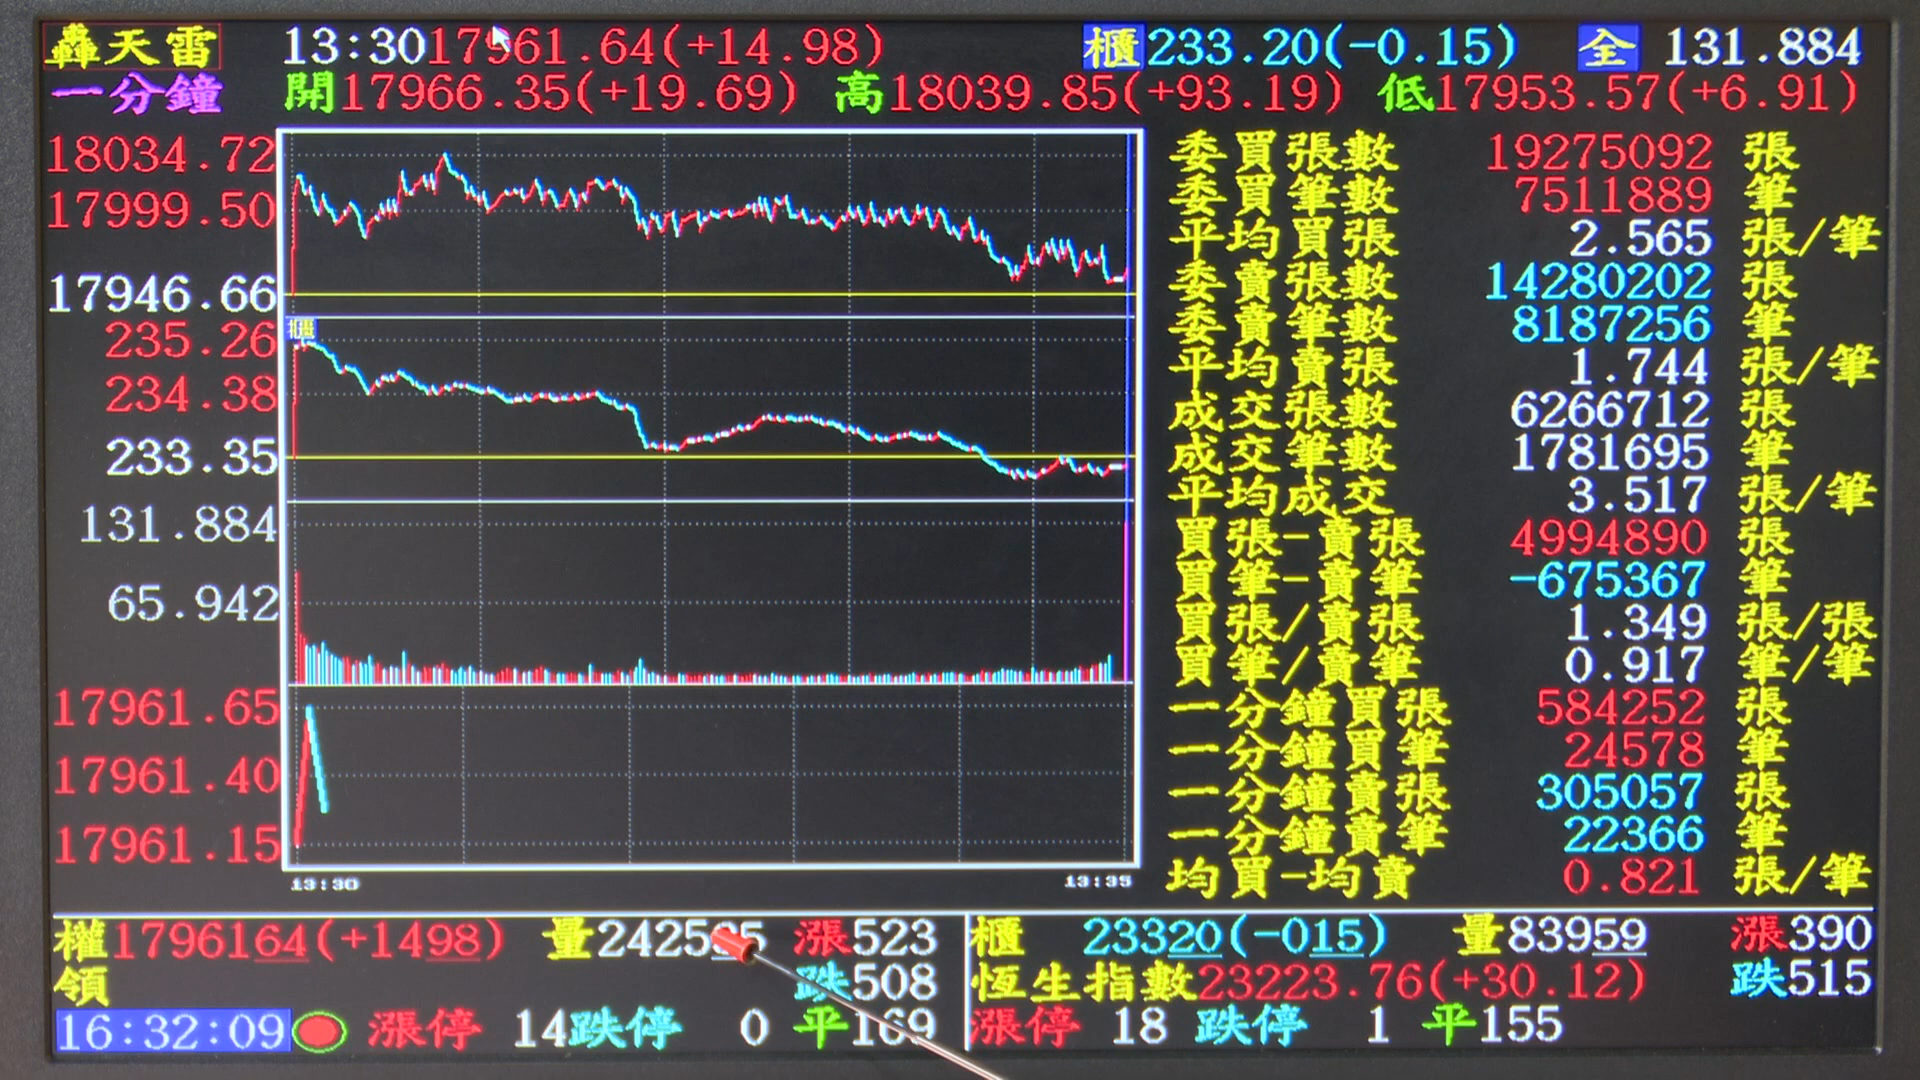 轟天雷 13:30 17961.64(+14.98) 櫃 233.20(-0.15) 全 131.884
一分鐘 開17966.35(+19.69) 高18039.85(+93.19) 低17953.57(+6.91)
18034.72
17999.50
17946.66
櫃
235.26
234.38
233.35
131.884
65.942
17961.65
17961.40
17961.15
13:30 13:35
委買張數 19275092 張
委買筆數 7511889 筆
平均買張 2.565 張/筆
委賣張數 14280202 張
委賣筆數 8187256 筆
平均賣張 1.744 張/筆
成交張數 6266712 張
成交筆數 1781695 筆
平均成交 3.517 張/筆
買張-賣張 4994890 張
買筆-賣筆 -675367 筆
買張/賣張 1.349 張/張
買筆/賣筆 0.917 筆/筆
一分鐘買張 584252 張
一分鐘買筆 24578 筆
一分鐘賣張 305057 張
一分鐘賣筆 22366 筆
均買-均賣 0.821 張/筆
權1796164(+1498) 量 漲523
領 跌508
16:32:09 漲停 14 跌停 0 平169
櫃 23320(-015) 量83959 漲390
恆生指數23223.76(+30.12) 跌515
漲停 18 跌停 1 平155